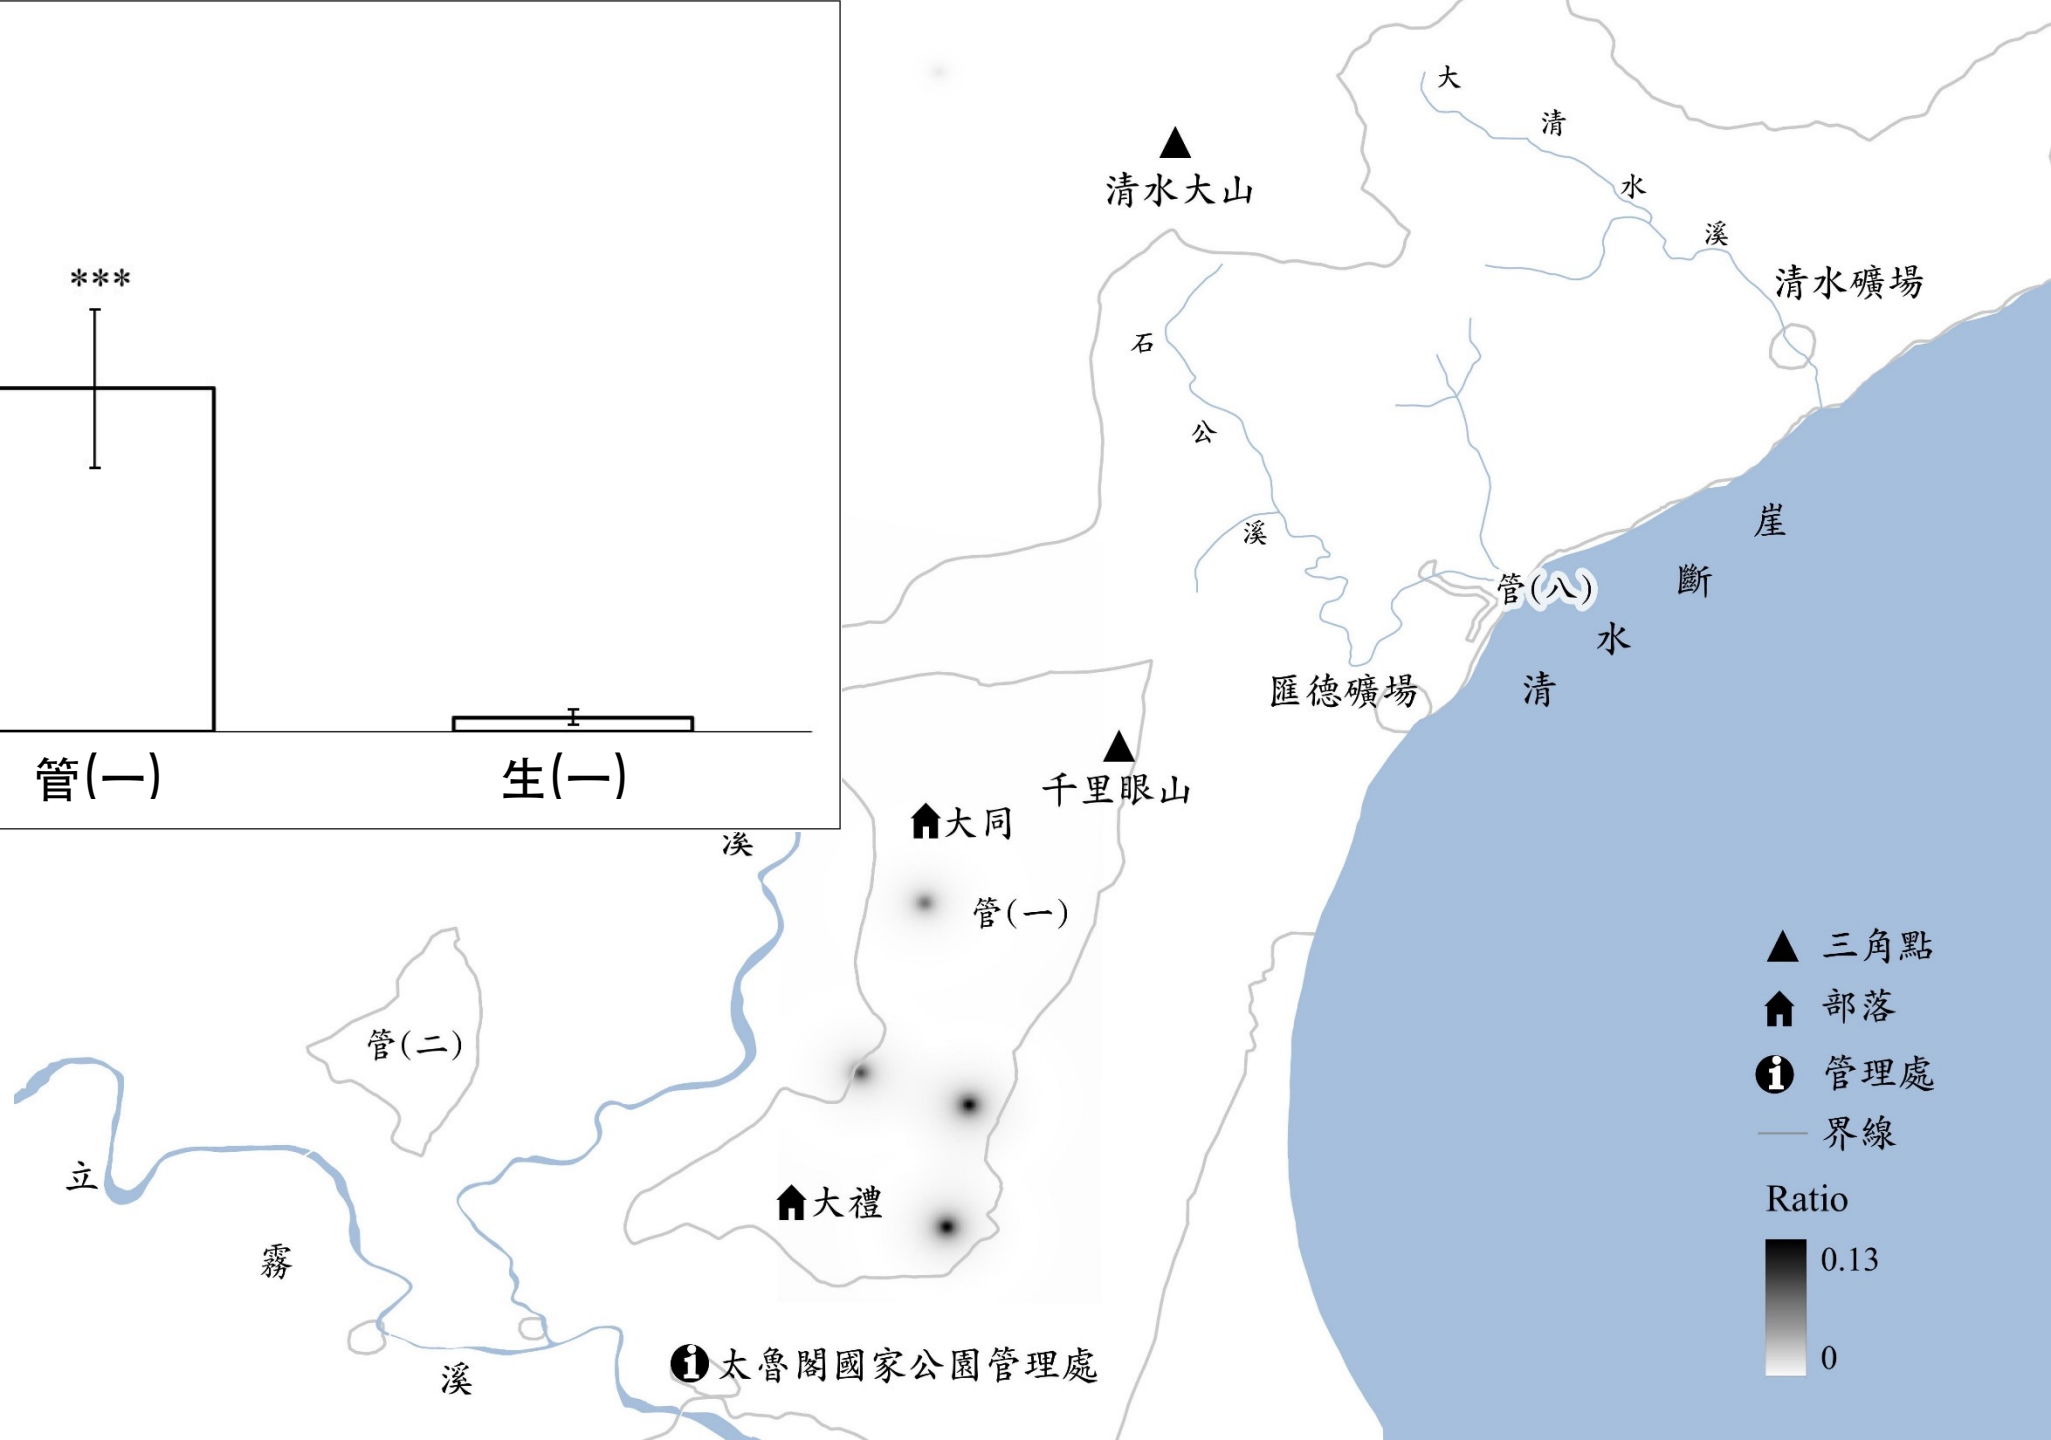 ***
管(一)
生(一)
大清水溪
清水大山
清水礦場
石公溪
管(八)
清水斷崖
匯德礦場
千里眼山
大同
溪
管(一)
管(二)
大禮
立霧溪
太魯閣國家公園管理處
三角點
部落
管理處
界線
Ratio
0.13
0